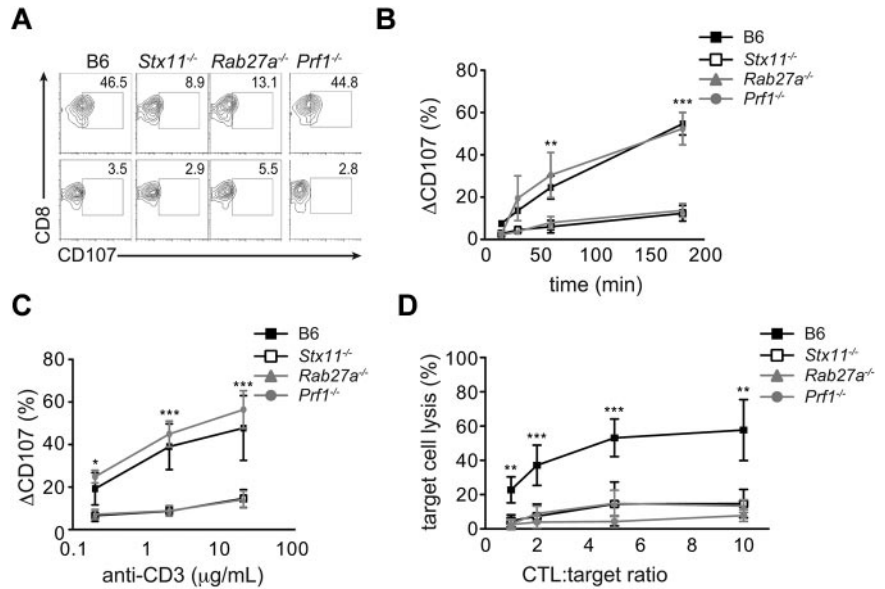 A
B6 Stx11-/- Rab27a-/- Prf1-/-
46.5 8.9 13.1 44.8
3.5 2.9 5.5 2.8
CD8
CD107
B
B6
Stx11-/-
Rab27a-/-
Prf1-/-
ΔCD107 (%)
80
60
40
20
0
** ***
0 50 100 150 200
time (min)
C
B6
Stx11-/-
Rab27a-/-
Prf1-/-
ΔCD107 (%)
80
60
40
20
0
* *** ***
0.1 1 10 100
anti-CD3 (μg/mL)
D
B6
Stx11-/-
Rab27a-/-
Prf1-/-
target cell lysis (%)
100
80
60
40
20
0
** *** *** **
0 2 4 6 8 10
CTL:target ratio